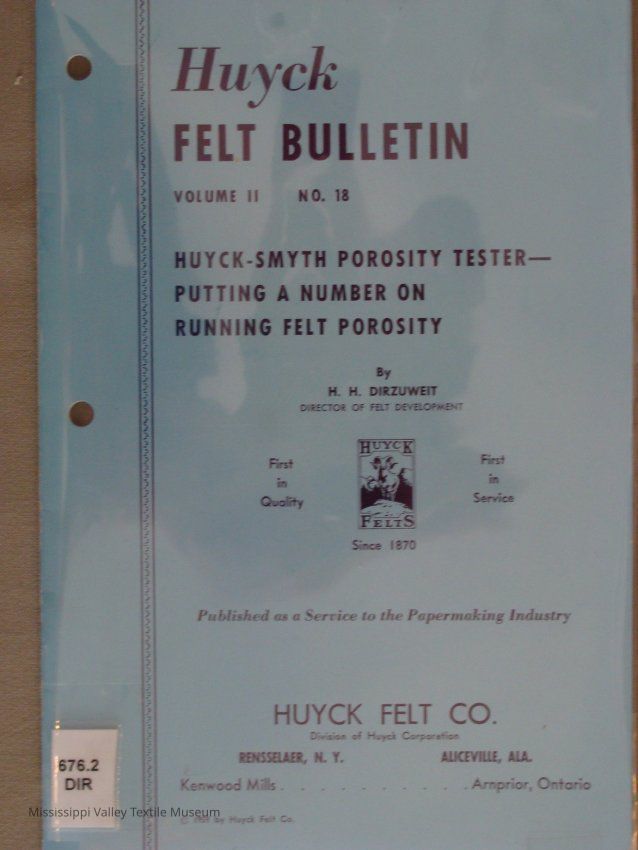 Huyck
FELT BULLETIN
VOLUME II NO. 18
HUYCK-SMYTH POROSITY TESTER—
PUTTING A NUMBER ON
RUNNING FELT POROSITY
By
H. H. DIRZUWEIT
DIRECTOR OF FELT DEVELOPMENT
First
in
Quality
HUYCK
FELTS
First
in
Service
Since 1870
Published as a Service to the Papermaking Industry
HUYCK FELT CO.
Division of Huyck Corporation
RENSSELAER, N. Y. ALICEVILLE, ALA.
Kenwood Mills . . . . . . . . . . . Arnprior, Ontario
676.2
DIR
Mississippi Valley Textile Museum
© by Huyck Felt Co.